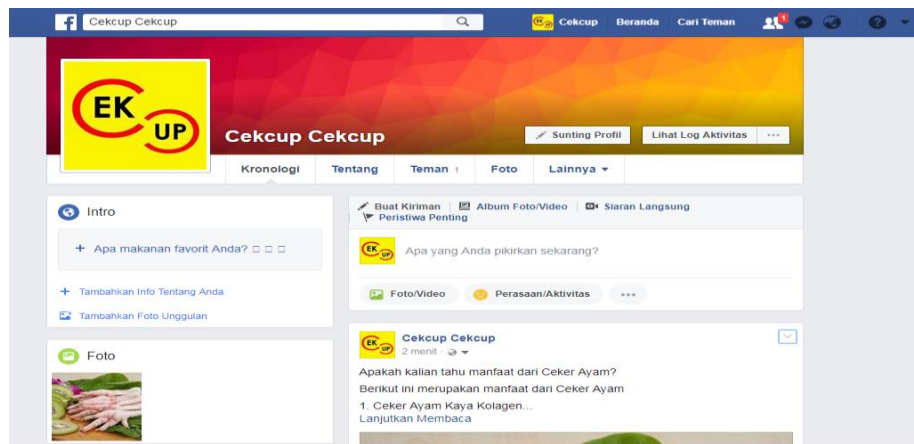 Cekcup Cekcup
Cekcup Beranda Cari Teman
EK
UP
Cekcup Cekcup
Sunting Profil Lihat Log Aktivitas
Kronologi Tentang Teman 1 Foto Lainnya
Intro
+ Apa makanan favorit Anda?
+ Tambahkan Info Tentang Anda
Tambahkan Foto Unggulan
Foto
Buat Kiriman Album Foto/Video Siaran Langsung
Peristiwa Penting
EK UP
Apa yang Anda pikirkan sekarang?
Foto/Video Perasaan/Aktivitas
EK UP
Cekcup Cekcup
2 menit
Apakah kalian tahu manfaat dari Ceker Ayam?
Berikut ini merupakan manfaat dari Ceker Ayam
1. Ceker Ayam Kaya Kolagen...
Lanjutkan Membaca